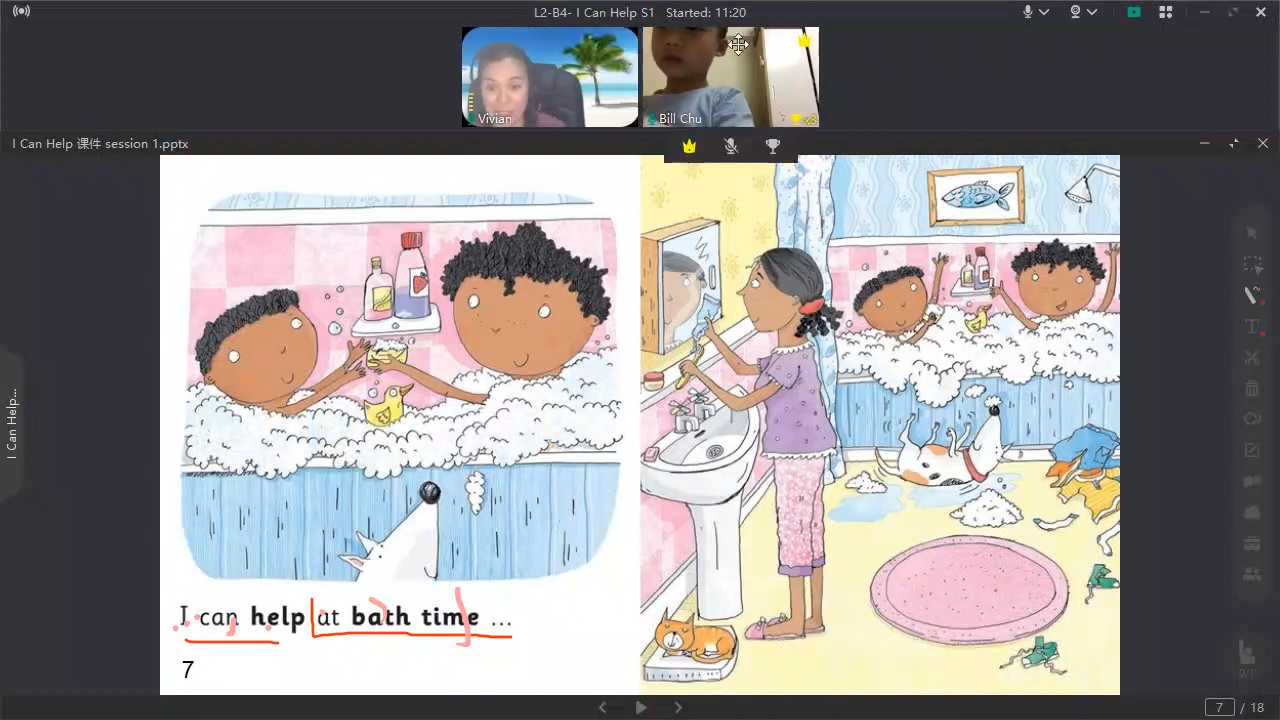 L2-B4- I Can Help S1 Started: 11:20
Vivian
Bill Chu
x3
I Can Help 课件 session 1.pptx
I Can Help...
I can help at bath time ...
7
7 / 18